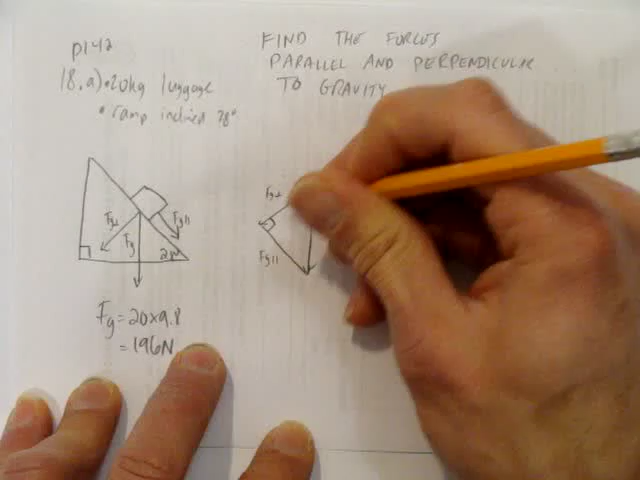 p142
FIND THE FORCES
PARALLEL AND PERPENDICULAR
TO GRAVITY
18.a) • 20kg luggage
• ramp inclined 28°
Fg⊥
Fg
Fg∥
28°
Fg⊥
Fg∥
Fg = 20×9.8
= 196N